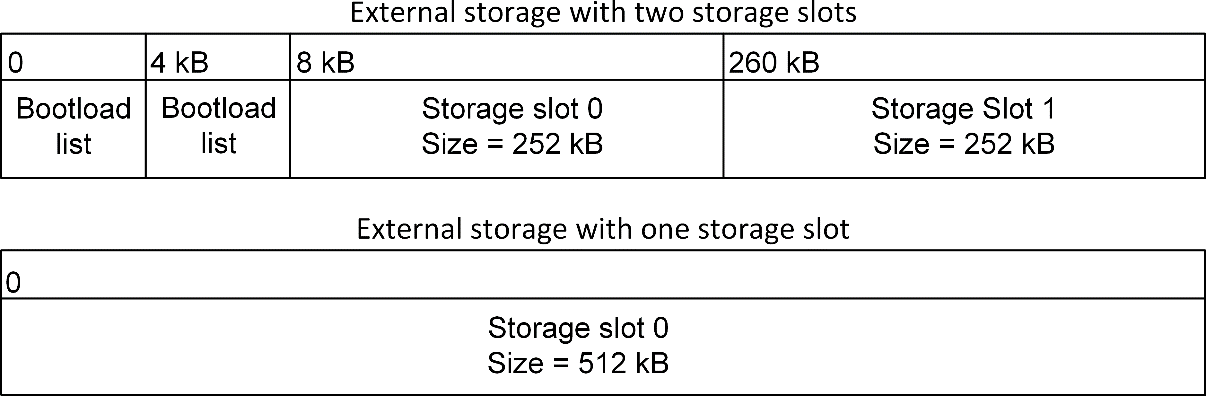 External storage with two storage slots
0 4 kB 8 kB 260 kB
Bootload list
Bootload list
Storage slot 0
Size = 252 kB
Storage Slot 1
Size = 252 kB
External storage with one storage slot
0
Storage slot 0
Size = 512 kB